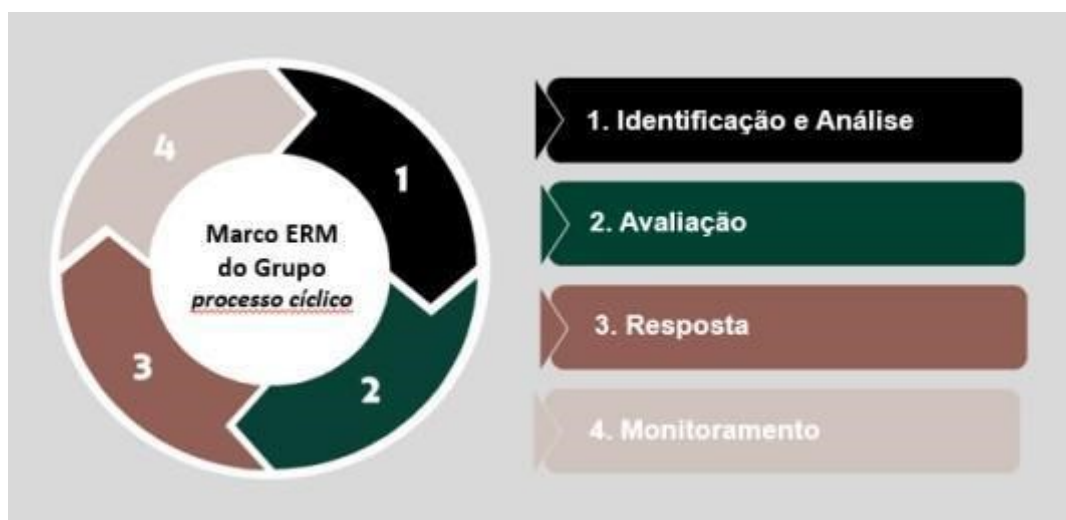 4
1
Marco ERM
do Grupo
processo cíclico
3
2
1. Identificação e Análise
2. Avaliação
3. Resposta
4. Monitoramento